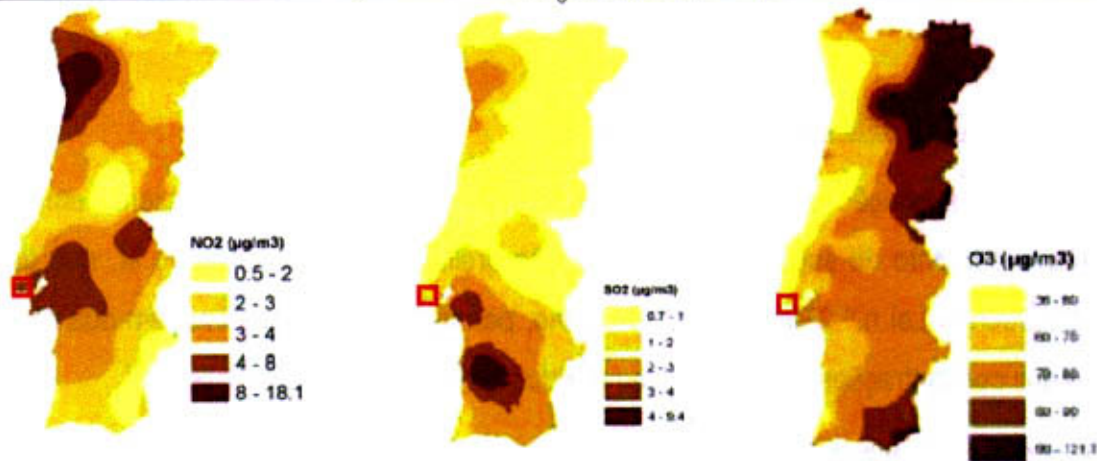 NO2 (µg/m3)
0.5 - 2
2 - 3
3 - 4
4 - 8
8 - 18.1
SO2 (µg/m3)
0.7 - 1
1 - 2
2 - 3
3 - 4
4 - 9.4
O3 (µg/m3)